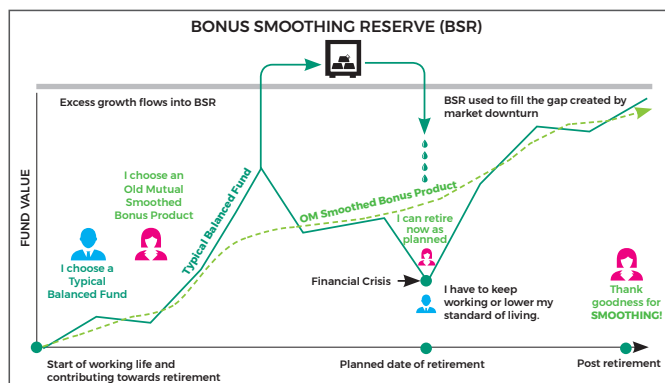 BONUS SMOOTHING RESERVE (BSR)
Excess growth flows into BSR
BSR used to fill the gap created by
market downturn
FUND VALUE
I choose an
Old Mutual
Smoothed
Bonus Product
I choose a
Typical
Balanced Fund
Typical Balanced Fund
OM Smoothed Bonus Product
I can retire
now as
planned
Financial Crisis
I have to keep
working or lower my
standard of living.
Thank
goodness for
SMOOTHING!
Start of working life and
contributing towards retirement
Planned date of retirement
Post retirement